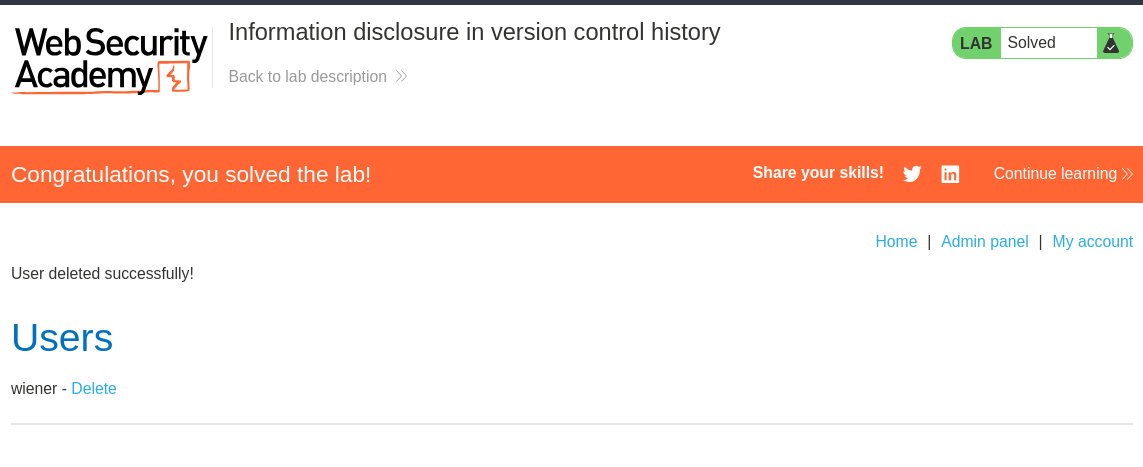 Web Security
Academy
Information disclosure in version control history
Back to lab description
LAB Solved
Congratulations, you solved the lab!
Share your skills!
Continue learning
Home | Admin panel | My account
User deleted successfully!
Users
wiener - Delete